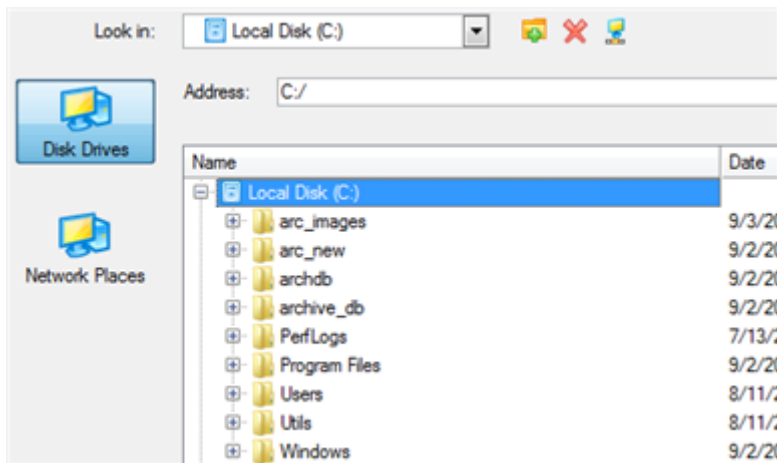 Look in: Local Disk (C:)
Address: C:/
Disk Drives
Name Date
Local Disk (C:)
arc_images 9/3/20
arc_new 9/2/20
archdb 9/2/20
archive_db 9/2/20
PerfLogs 7/13/2
Program Files 9/2/20
Users 8/11/2
Utils 8/11/2
Windows 9/2/20
Network Places